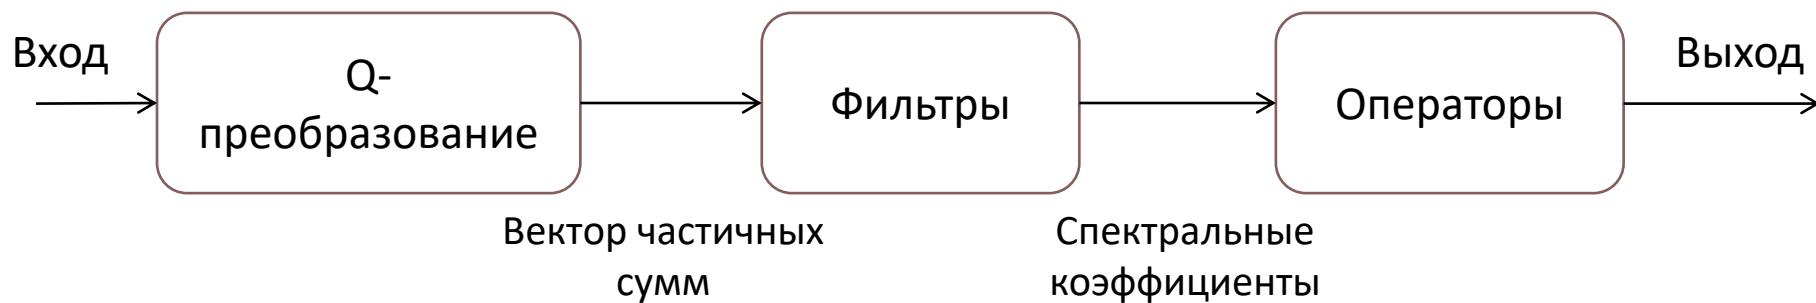 Вход
Q-
преобразование
Фильтры
Операторы
Выход
Вектор частичных
сумм
Спектральные
коэффициенты